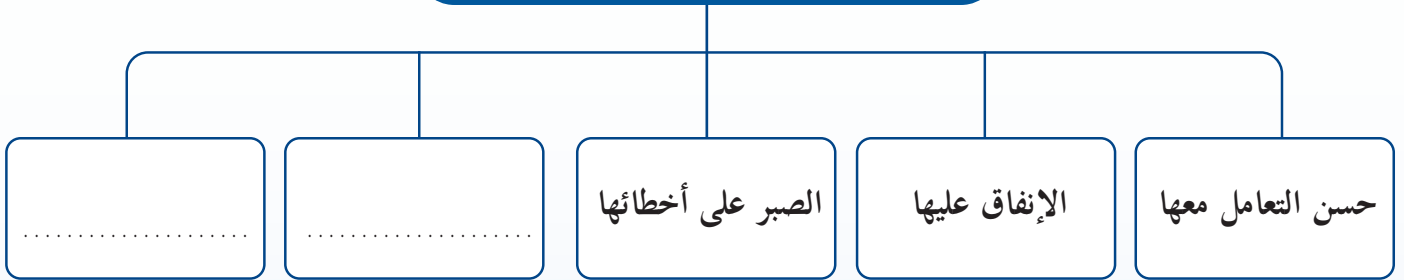 حسن التعامل معها
الإنفاق عليها
الصبر على أخطائها
......................
......................